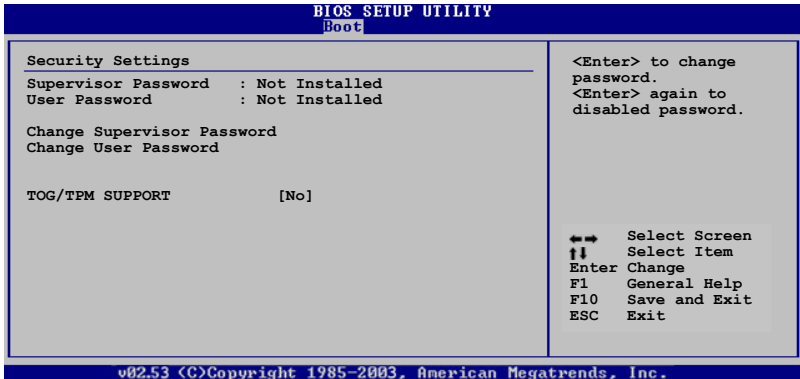 BIOS SETUP UTILITY
Boot
Security Settings
Supervisor Password : Not Installed
User Password : Not Installed
Change Supervisor Password
Change User Password
TOG/TPM SUPPORT [No]
<Enter> to change
password.
<Enter> again to
disabled password.
←→ Select Screen
↑↓ Select Item
Enter Change
F1 General Help
F10 Save and Exit
ESC Exit
v02.53 (C)Copyright 1985-2003, American Megatrends, Inc.